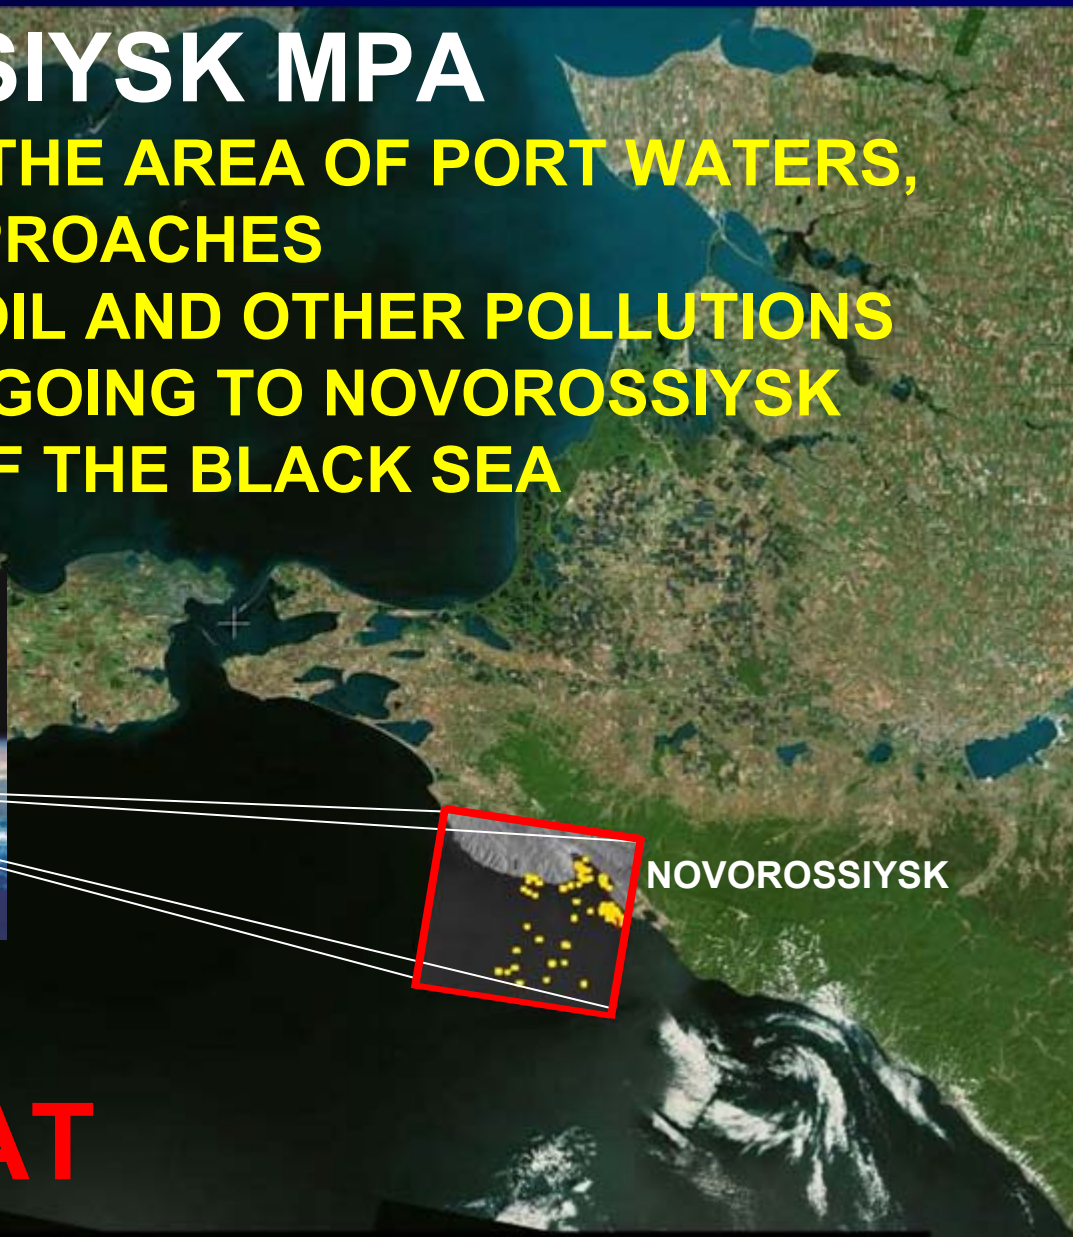 SIYSK MPA
THE AREA OF PORT WATERS,
PROACHES
OIL AND OTHER POLLUTIONS
GOING TO NOVOROSSIYSK
F THE BLACK SEA
NOVOROSSIYSK
AT